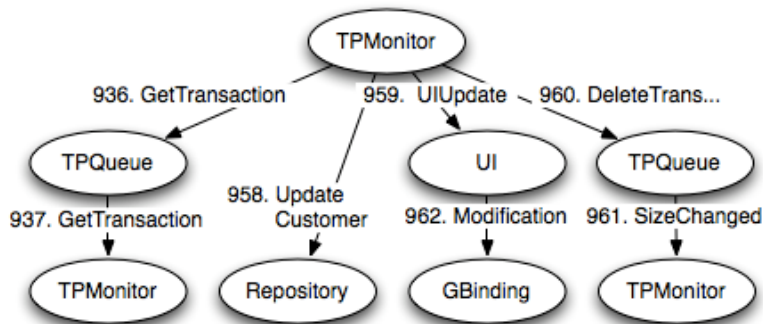 TPMonitor
936. GetTransaction
959. UIUpdate
960. DeleteTrans...
TPQueue
UI
TPQueue
958. Update
Customer
937. GetTransaction
962. Modification
961. SizeChanged
TPMonitor
Repository
GBinding
TPMonitor